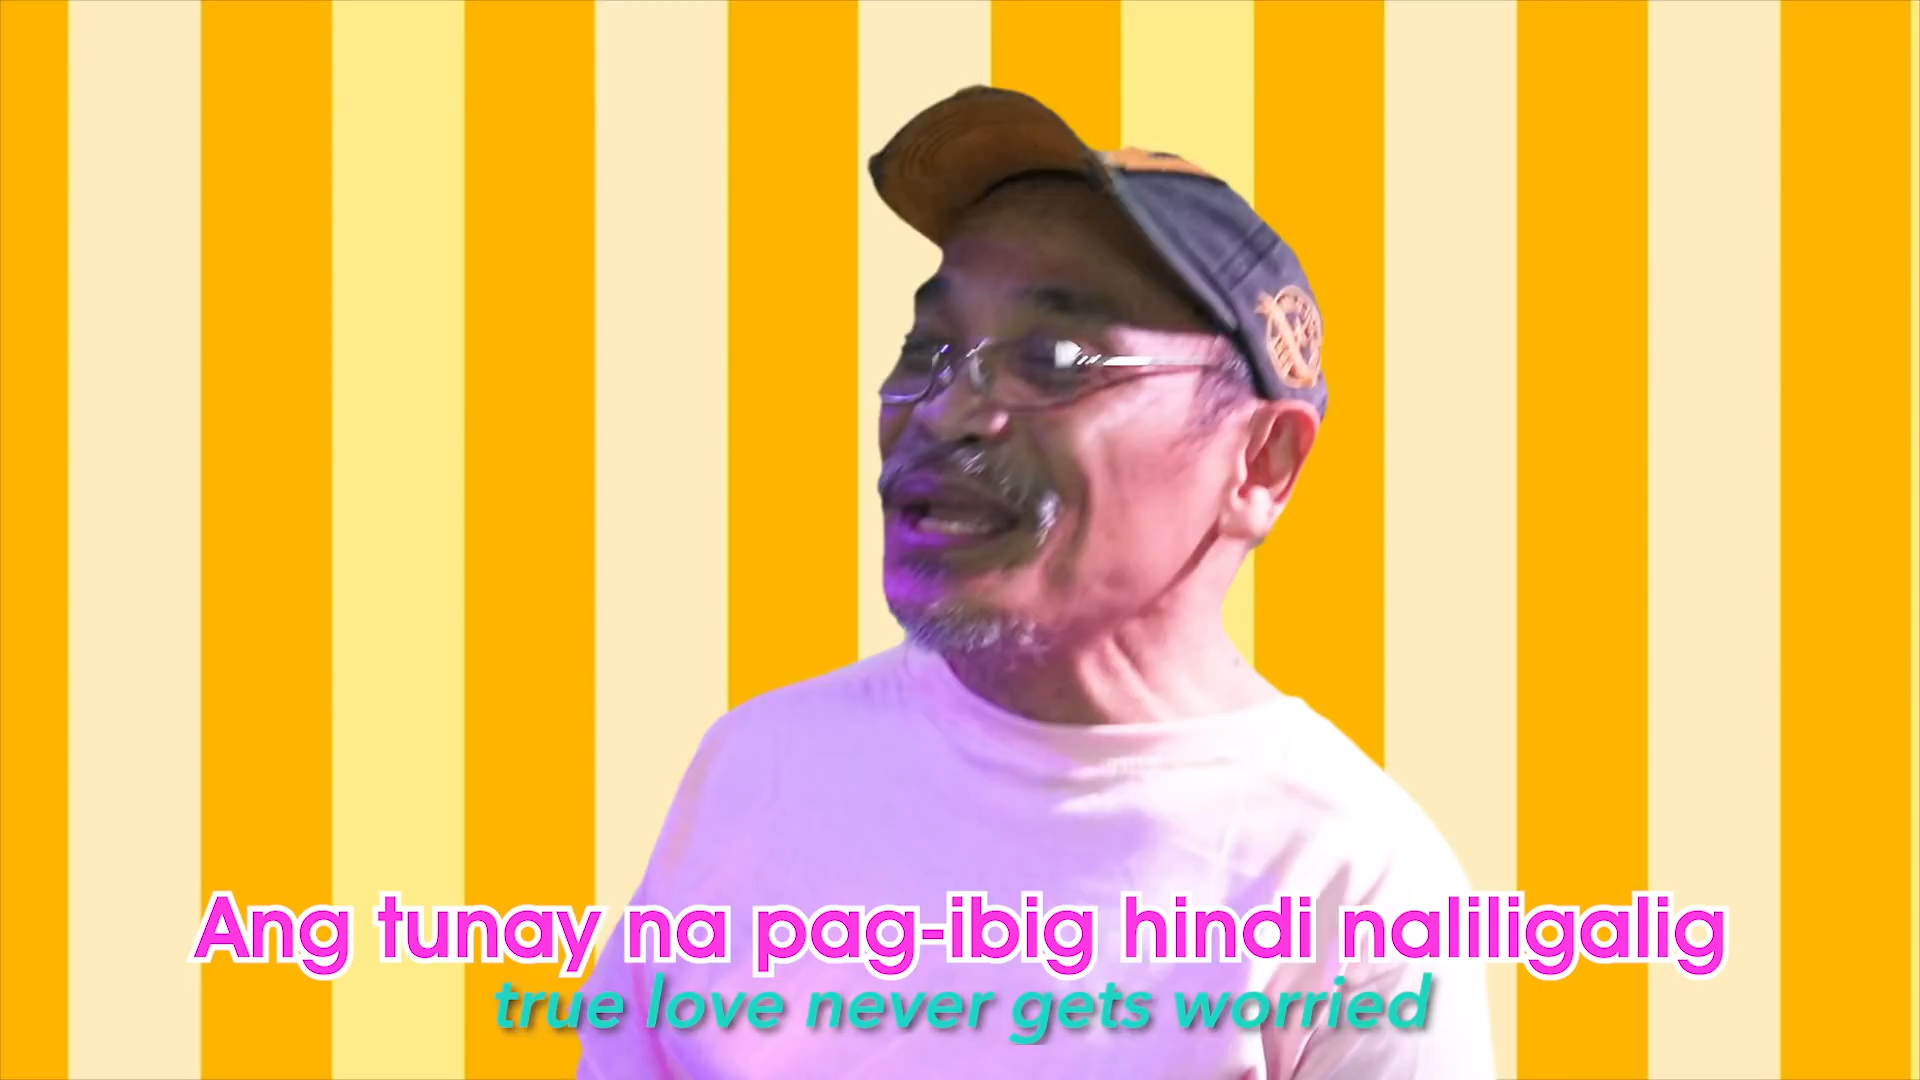 Ang tunay na pag-ibig hindi naliligalig
true love never gets worried